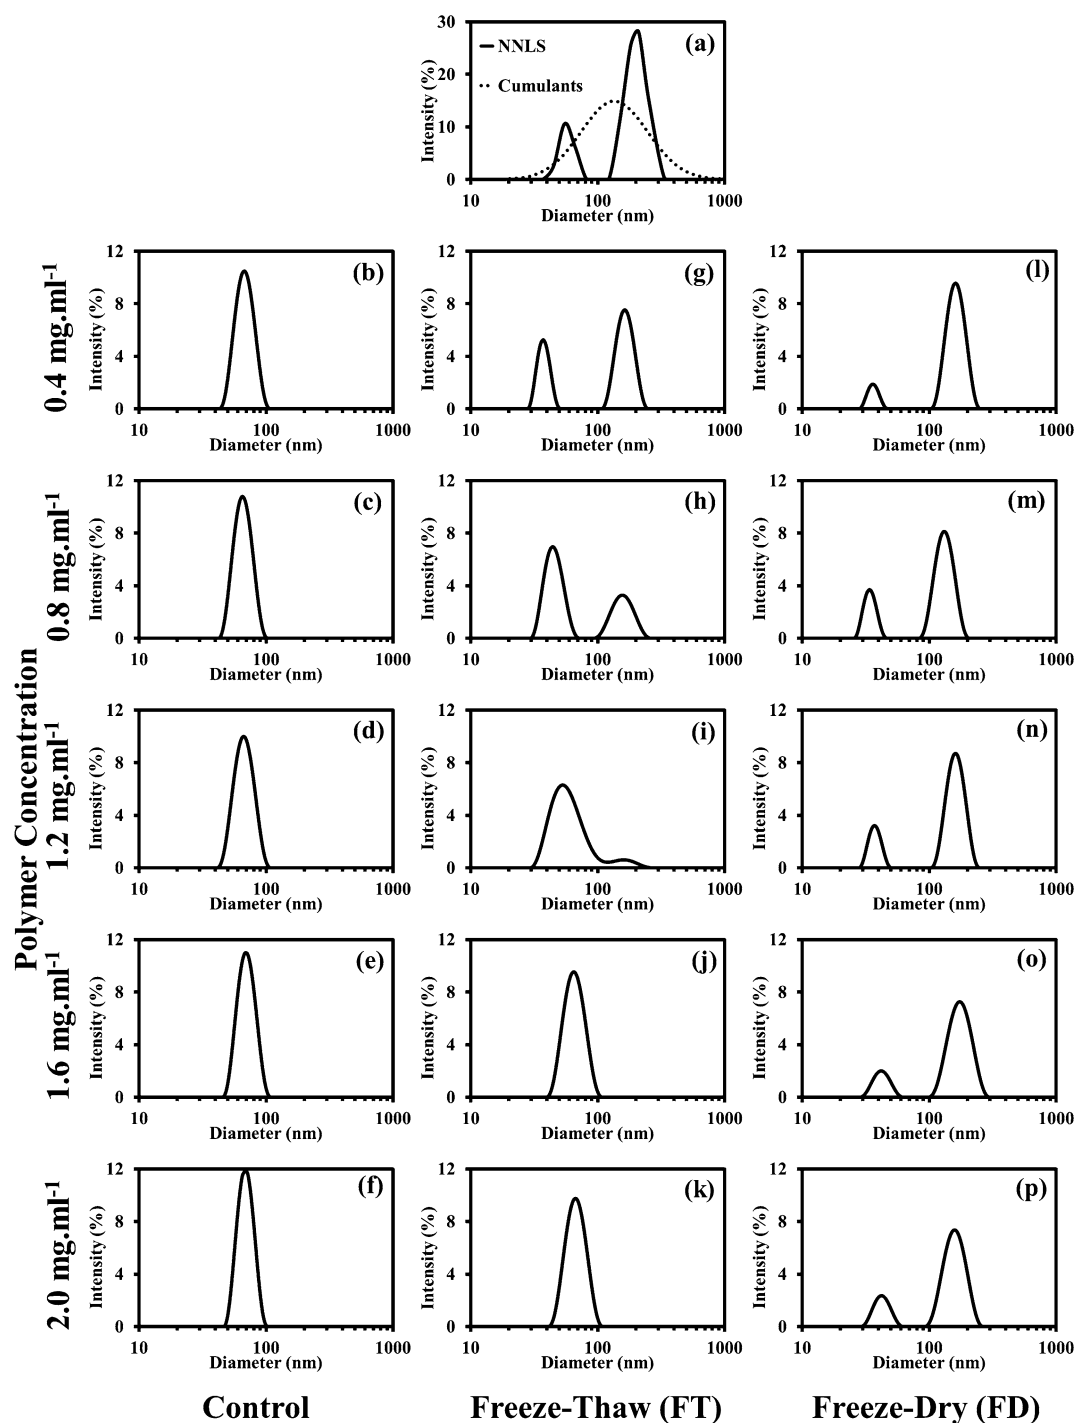 30
20
10
0
Intensity (%)
NNLS
Cumulants
(a)
10 100 1000
Diameter (nm)
Polymer Concentration
0.4 mg.ml-1
12
8
4
0
Intensity (%)
(b)
10 100 1000
Diameter (nm)
12
8
4
0
Intensity (%)
(g)
10 100 1000
Diameter (nm)
12
8
4
0
Intensity (%)
(l)
10 100 1000
Diameter (nm)
0.8 mg.ml-1
12
8
4
0
Intensity (%)
(c)
10 100 1000
Diameter (nm)
12
8
4
0
Intensity (%)
(h)
10 100 1000
Diameter (nm)
12
8
4
0
Intensity (%)
(m)
10 100 1000
Diameter (nm)
1.2 mg.ml-1
12
8
4
0
Intensity (%)
(d)
10 100 1000
Diameter (nm)
12
8
4
0
Intensity (%)
(i)
10 100 1000
Diameter (nm)
12
8
4
0
Intensity (%)
(n)
10 100 1000
Diameter (nm)
1.6 mg.ml-1
12
8
4
0
Intensity (%)
(e)
10 100 1000
Diameter (nm)
12
8
4
0
Intensity (%)
(j)
10 100 1000
Diameter (nm)
12
8
4
0
Intensity (%)
(o)
10 100 1000
Diameter (nm)
2.0 mg.ml-1
12
8
4
0
Intensity (%)
(f)
10 100 1000
Diameter (nm)
12
8
4
0
Intensity (%)
(k)
10 100 1000
Diameter (nm)
12
8
4
0
Intensity (%)
(p)
10 100 1000
Diameter (nm)
Control
Freeze-Thaw (FT)
Freeze-Dry (FD)